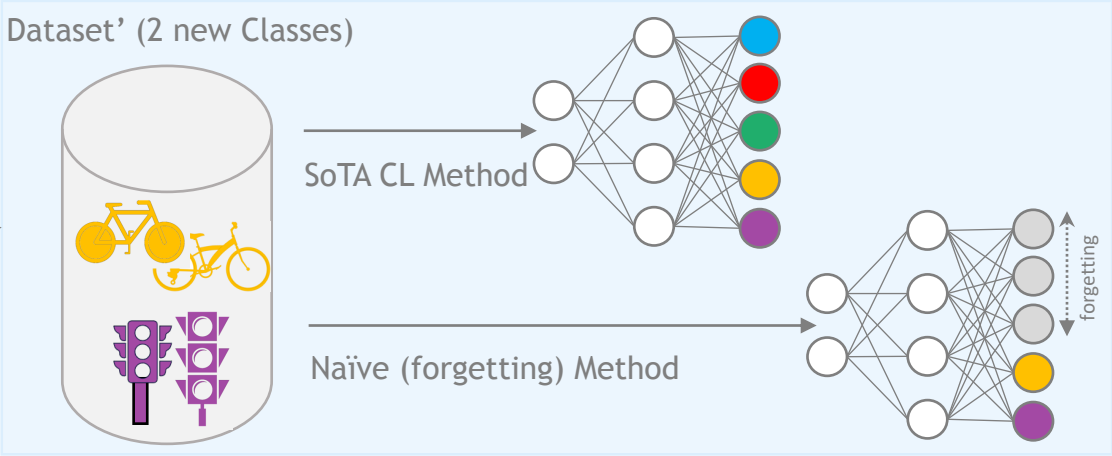 Dataset’ (2 new Classes)
SoTA CL Method
Naïve (forgetting) Method
forgetting